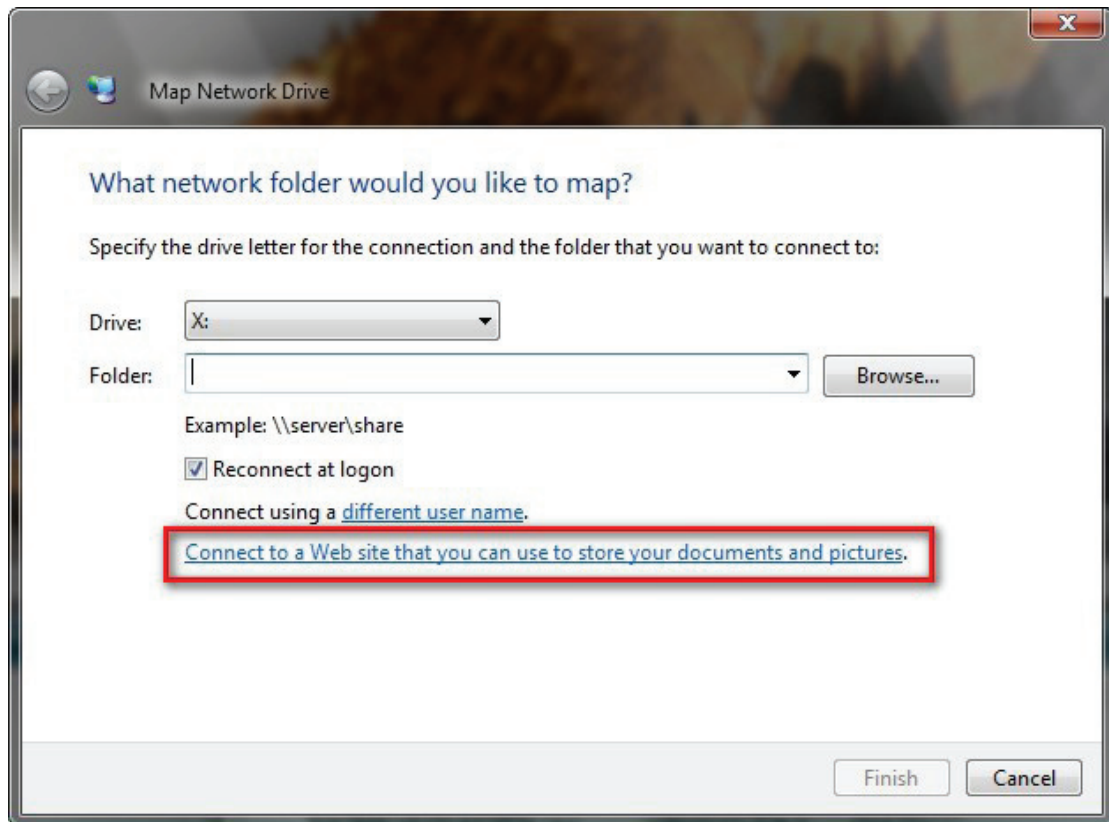 Map Network Drive
What network folder would you like to map?
Specify the drive letter for the connection and the folder that you want to connect to:
Drive: X:
Folder: Browse...
Example: \\server\share
Reconnect at logon
Connect using a different user name.
Connect to a Web site that you can use to store your documents and pictures.
Finish Cancel